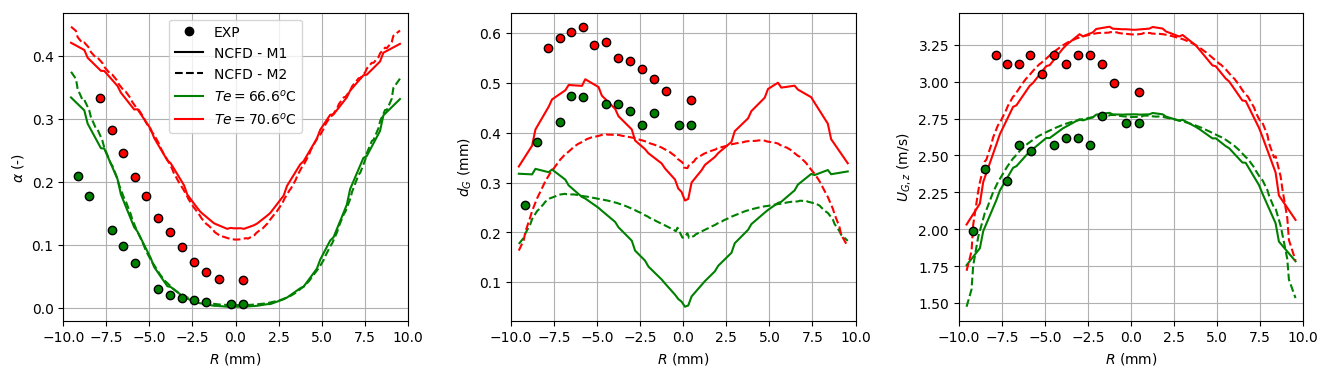 EXP
NCFD - M1
NCFD - M2
Te = 66.6°C
Te = 70.6°C
α (-)
0.4
0.3
0.2
0.1
0.0
−10.0 −7.5 −5.0 −2.5 0.0 2.5 5.0 7.5 10.0
R (mm)
d_G (mm)
0.6
0.5
0.4
0.3
0.2
0.1
−10.0 −7.5 −5.0 −2.5 0.0 2.5 5.0 7.5 10.0
R (mm)
U_{G,z} (m/s)
3.25
3.00
2.75
2.50
2.25
2.00
1.75
1.50
−10.0 −7.5 −5.0 −2.5 0.0 2.5 5.0 7.5 10.0
R (mm)